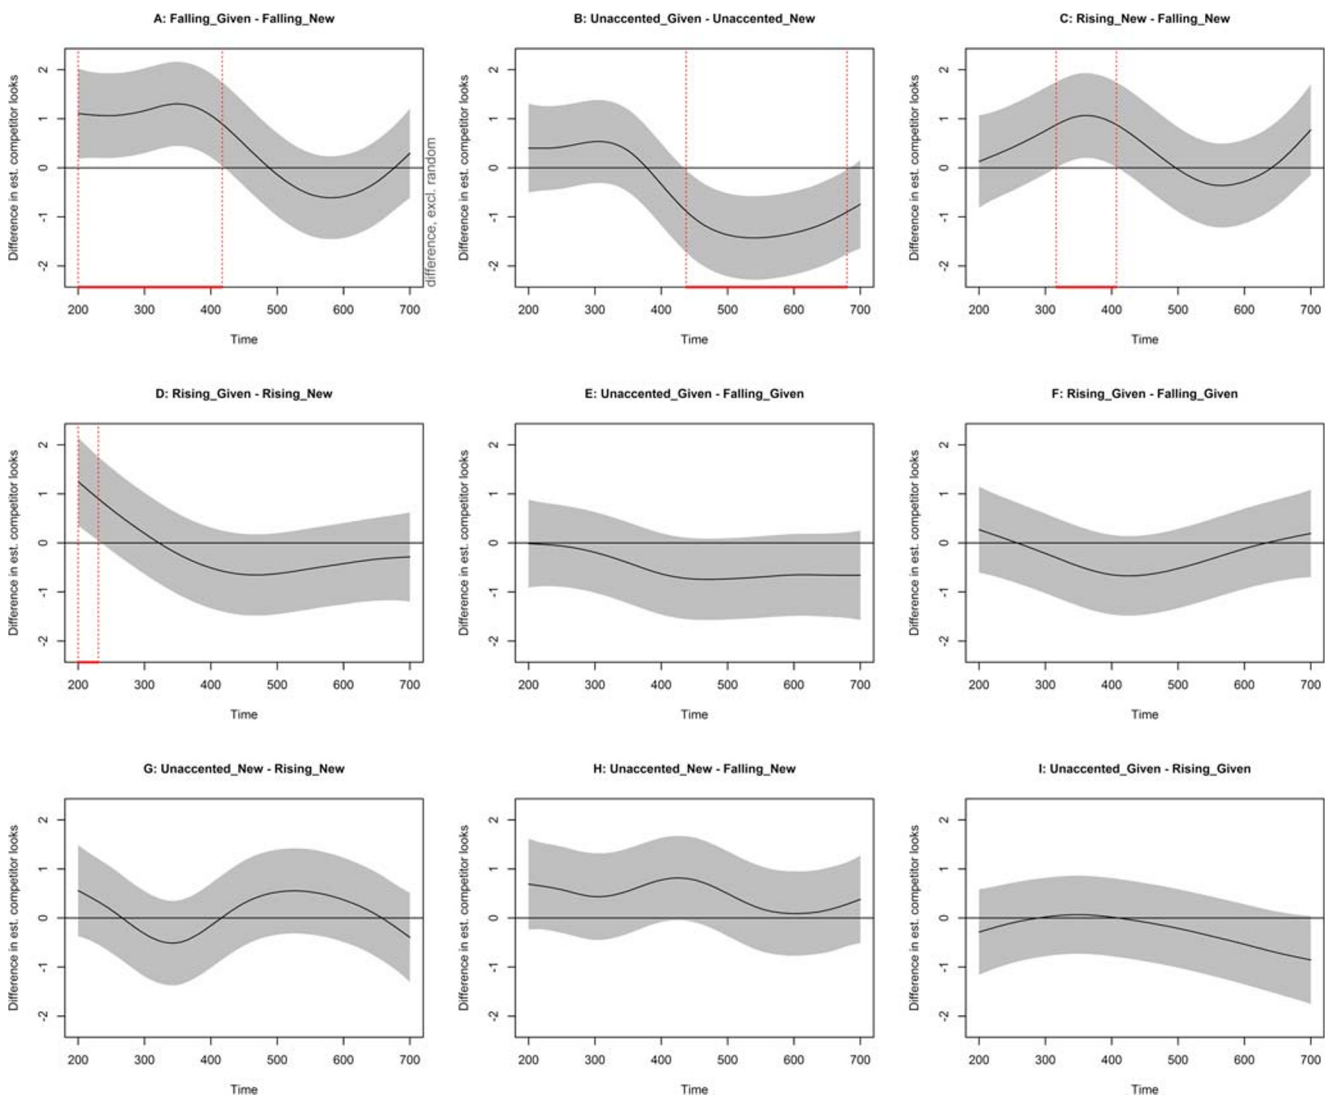 A: Falling_Given - Falling_New
B: Unaccented_Given - Unaccented_New
C: Rising_New - Falling_New
Difference in est. competitor looks
2
1
0
-1
-2
200 300 400 500 600 700
Time
difference, excl. random
Difference in est. competitor looks
2
1
0
-1
-2
200 300 400 500 600 700
Time
Difference in est. competitor looks
2
1
0
-1
-2
200 300 400 500 600 700
Time
D: Rising_Given - Rising_New
E: Unaccented_Given - Falling_Given
F: Rising_Given - Falling_Given
Difference in est. competitor looks
2
1
0
-1
-2
200 300 400 500 600 700
Time
Difference in est. competitor looks
2
1
0
-1
-2
200 300 400 500 600 700
Time
Difference in est. competitor looks
2
1
0
-1
-2
200 300 400 500 600 700
Time
G: Unaccented_New - Rising_New
H: Unaccented_New - Falling_New
I: Unaccented_Given - Rising_Given
Difference in est. competitor looks
2
1
0
-1
-2
200 300 400 500 600 700
Time
Difference in est. competitor looks
2
1
0
-1
-2
200 300 400 500 600 700
Time
Difference in est. competitor looks
2
1
0
-1
-2
200 300 400 500 600 700
Time